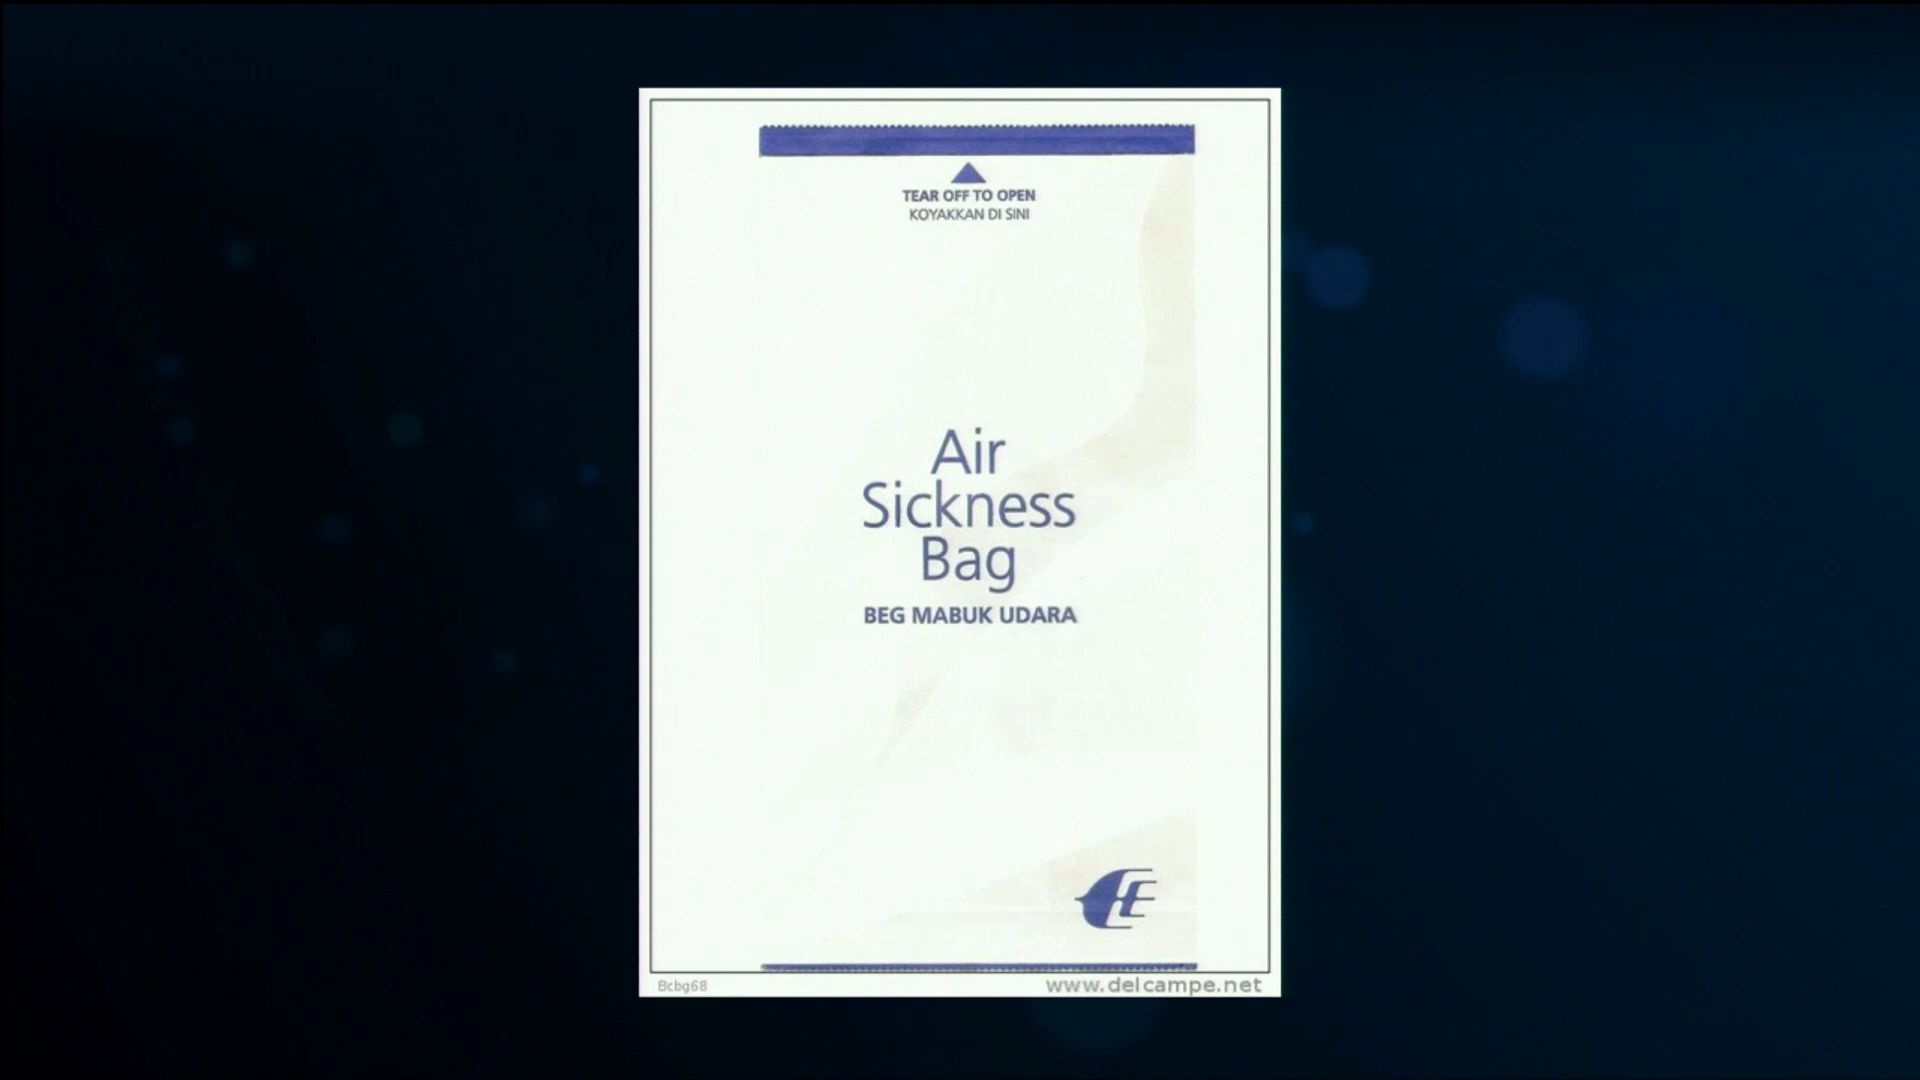 TEAR OFF TO OPEN
KOYAKKAN DI SINI
Air
Sickness
Bag
BEG MABUK UDARA
Bcbg68
www.delcampe.net